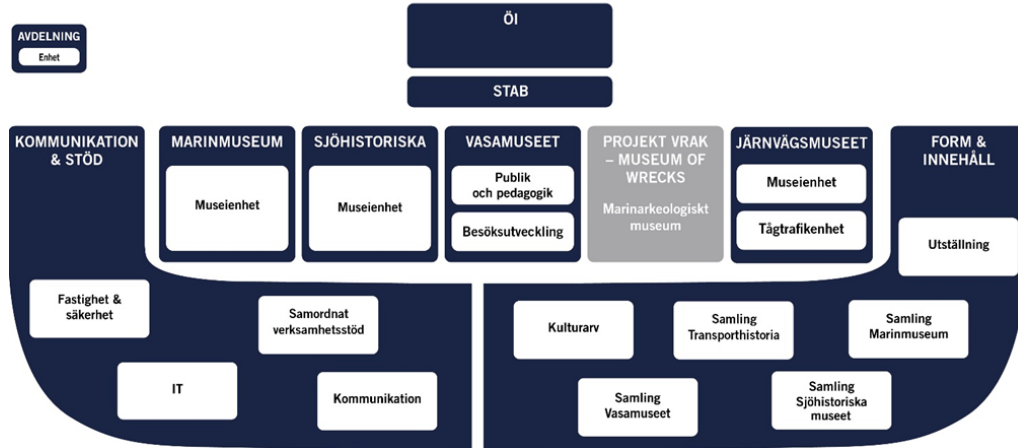 AVDELNING
Enhet
ÖI
STAB
KOMMUNIKATION
& STÖD
Fastighet &
säkerhet
Samordnat
verksamhetsstöd
IT
Kommunikation
MARINMUSEUM
Museienhet
SJÖHISTORISKA
Museienhet
VASAMUSEET
Publik
och pedagogik
Besöksutveckling
PROJEKT VRAK
– MUSEUM OF
WRECKS
Marinarkeologiskt
museum
JÄRNVÄGSMUSEET
Museienhet
Tågtrafikenhet
FORM &
INNEHÅLL
Utställning
Kulturarv
Samling
Transporthistoria
Samling
Marinmuseum
Samling
Vasamuseet
Samling
Sjöhistoriska
museet